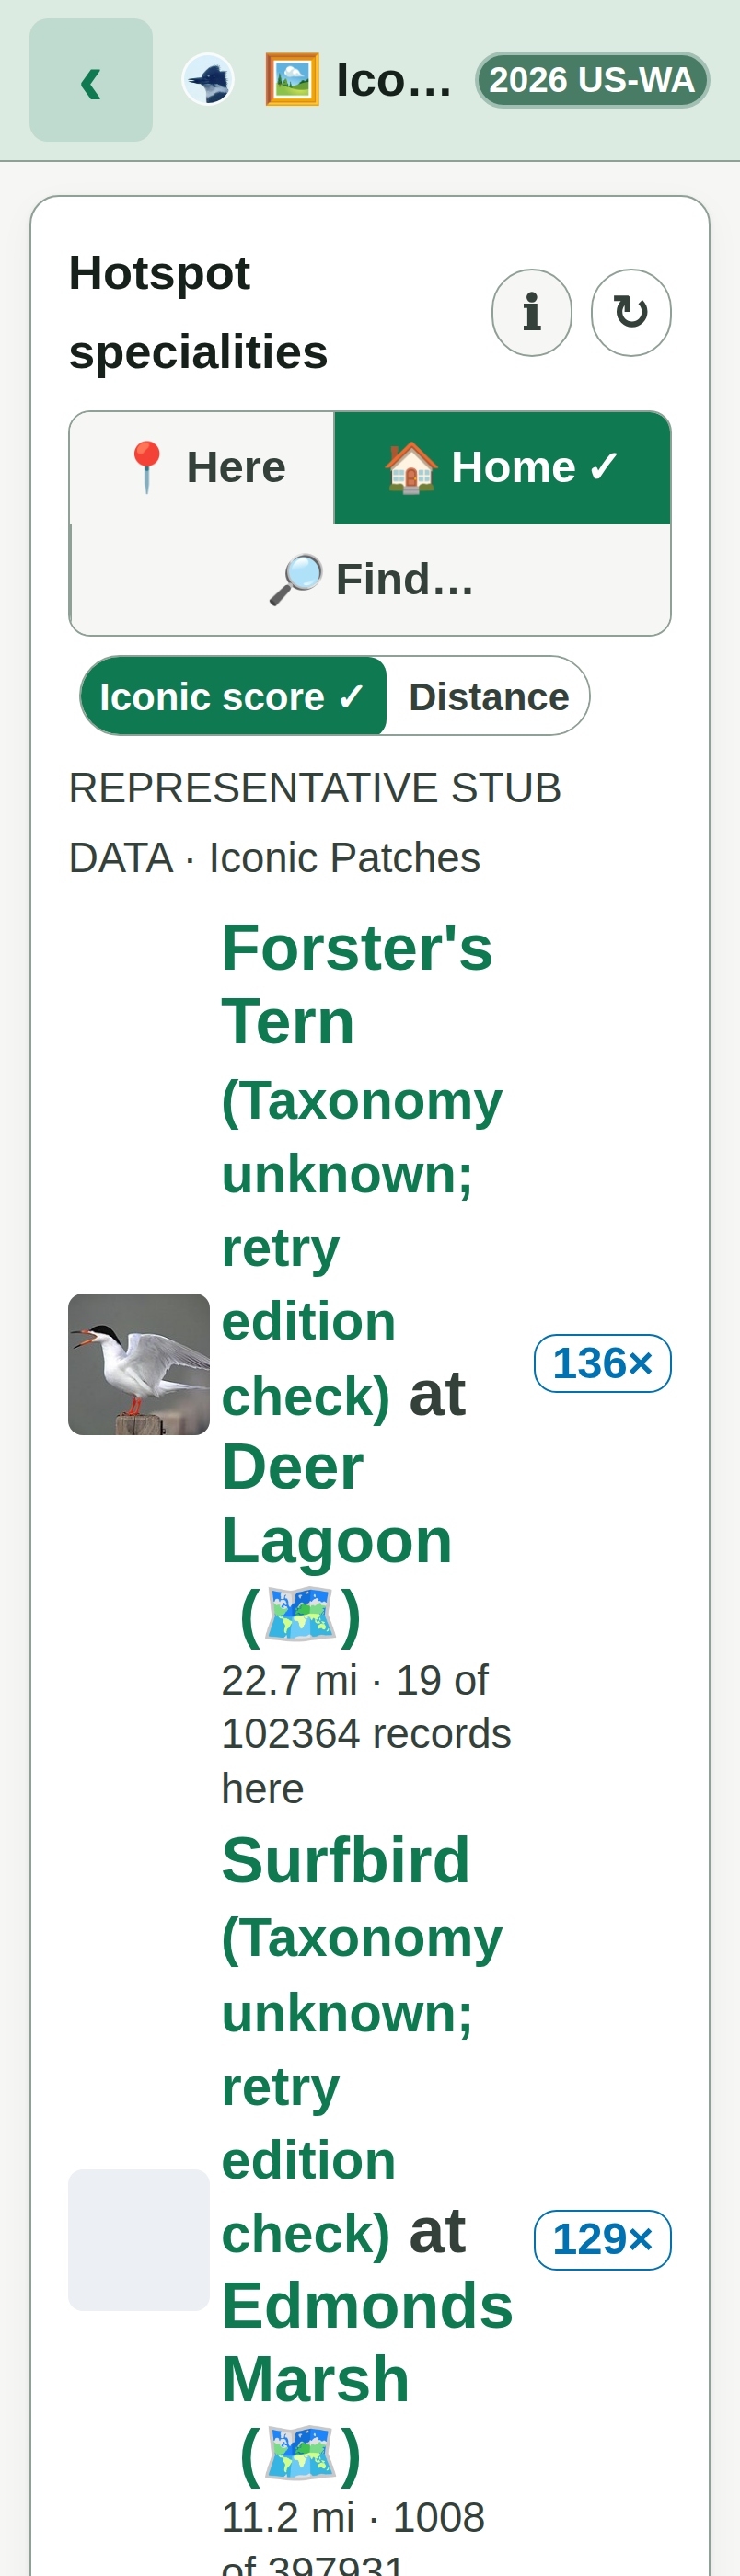 ‹ Ico… 2026 US-WA
Hotspot
specialities
ℹ ↻
📍 Here 🏠 Home ✓
🔎 Find…
Iconic score ✓ Distance
REPRESENTATIVE STUB
DATA · Iconic Patches
Forster's
Tern
(Taxonomy
unknown;
retry
edition
check) at
Deer
Lagoon
(🗺️)
136×
22.7 mi · 19 of
102364 records
here
Surfbird
(Taxonomy
unknown;
retry
edition
check) at
Edmonds
Marsh
(🗺️)
129×
11.2 mi · 1008
of 397931